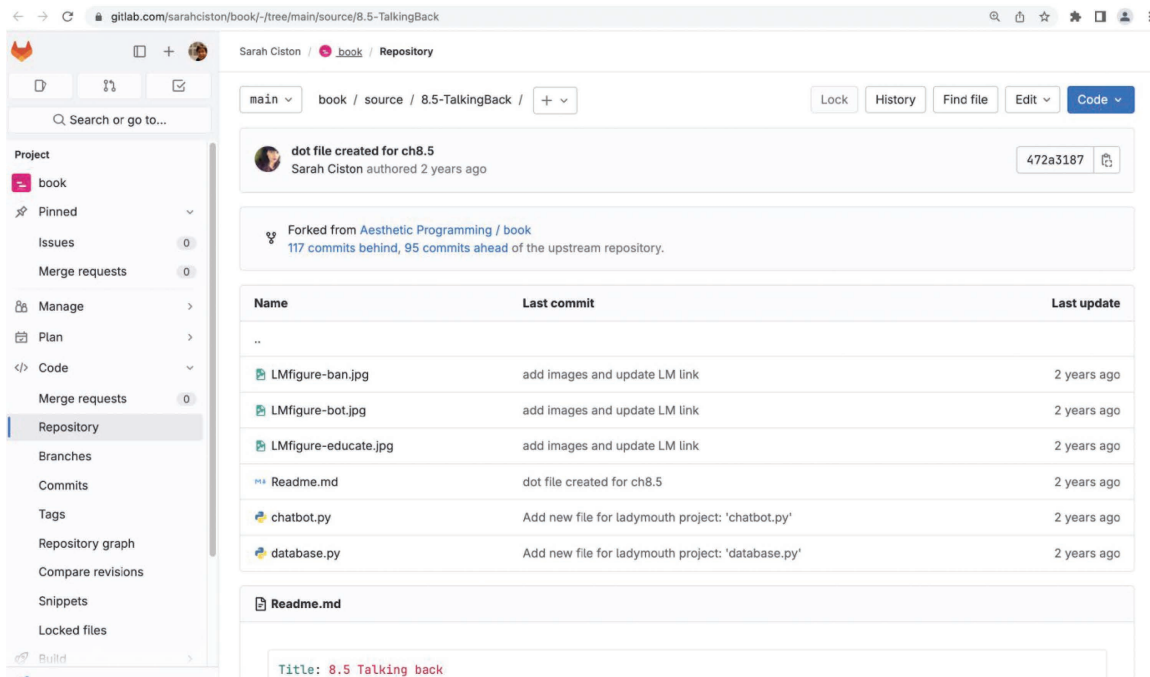 gitlab.com/sarahciston/book/-/tree/main/source/8.5-TalkingBack
Search or go to...
Project
book
Pinned
Issues 0
Merge requests 0
Manage
Plan
Code
Merge requests 0
Repository
Branches
Commits
Tags
Repository graph
Compare revisions
Snippets
Locked files
Build
Sarah Ciston / book / Repository
main book / source / 8.5-TalkingBack / + Lock History Find file Edit Code
dot file created for ch8.5
Sarah Ciston authored 2 years ago
472a3187
Forked from Aesthetic Programming / book
117 commits behind, 95 commits ahead of the upstream repository.
Name Last commit Last update
..
LMfigure-ban.jpg add images and update LM link 2 years ago
LMfigure-bot.jpg add images and update LM link 2 years ago
LMfigure-educate.jpg add images and update LM link 2 years ago
Readme.md dot file created for ch8.5 2 years ago
chatbot.py Add new file for ladymouth project: 'chatbot.py' 2 years ago
database.py Add new file for ladymouth project: 'database.py' 2 years ago
Readme.md
Title: 8.5 Talking back